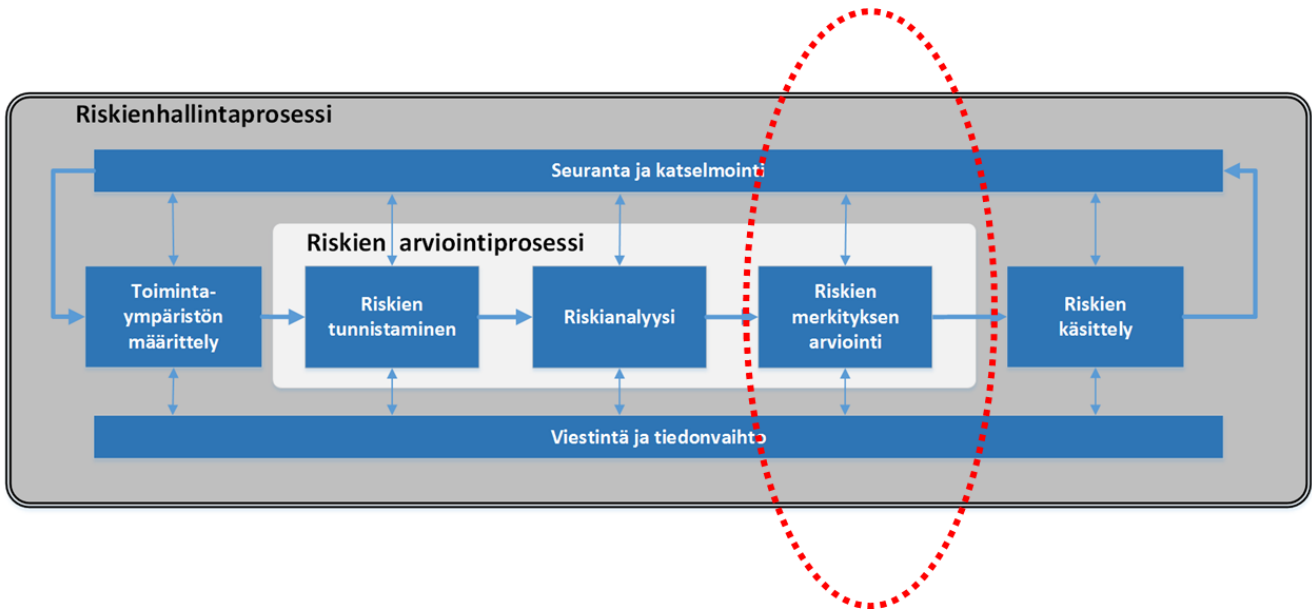 Riskienhallintaprosessi
Seuranta ja katselmointi
Riskien arviointiprosessi
Toiminta-
ympäristön
määrittely
Riskien
tunnistaminen
Riskianalyysi
Riskien
merkityksen
arviointi
Riskien
käsittely
Viestintä ja tiedonvaihto